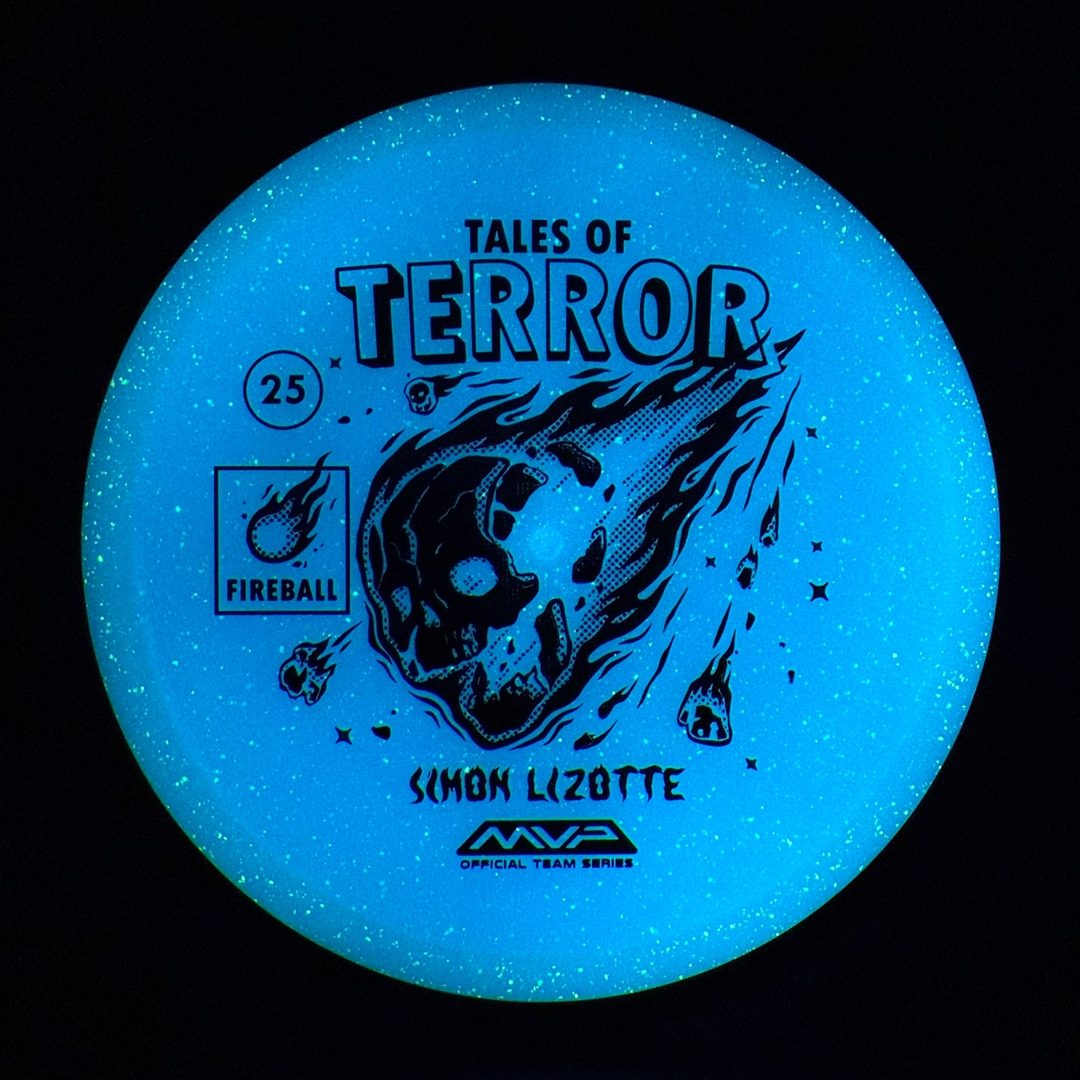 TALES OF
TERROR
25
FIREBALL
SIMON LIZOTTE
MVP
OFFICIAL TEAM SERIES